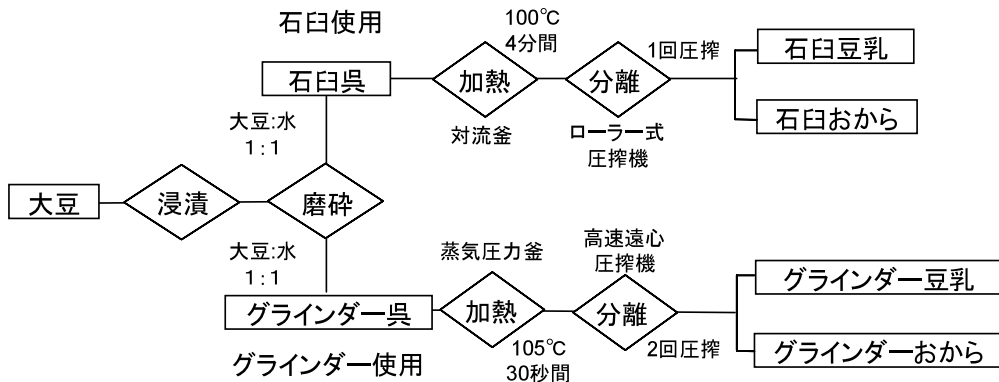 石臼使用
100℃
4分間
1回圧搾
石臼豆乳
石臼呉
加熱
分離
対流釜
ローラー式
圧搾機
石臼おから
大豆:水
1:1
大豆
浸漬
磨砕
大豆:水
1:1
蒸気圧力釜
高速遠心
圧搾機
グラインダー豆乳
グラインダー呉
加熱
分離
105℃
30秒間
2回圧搾
グラインダーおから
グラインダー使用